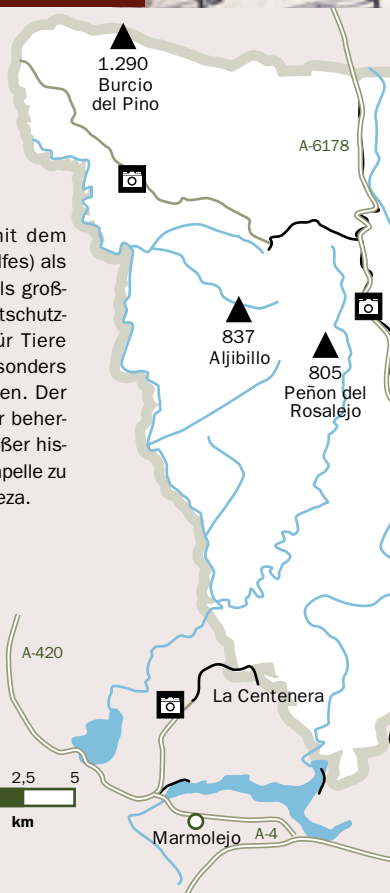 1.290
Burcio
del Pino
A-6178
mit dem
lfes) als
ls groß-
tschutz-
ür Tiere
sonders
en. Der
r beher-
ßer his-
apelle zu
eza.
837
Aljibillo
805
Peñon del
Rosalejo
A-420
La Centenera
2,5 5
km
Marmolejo
A-4